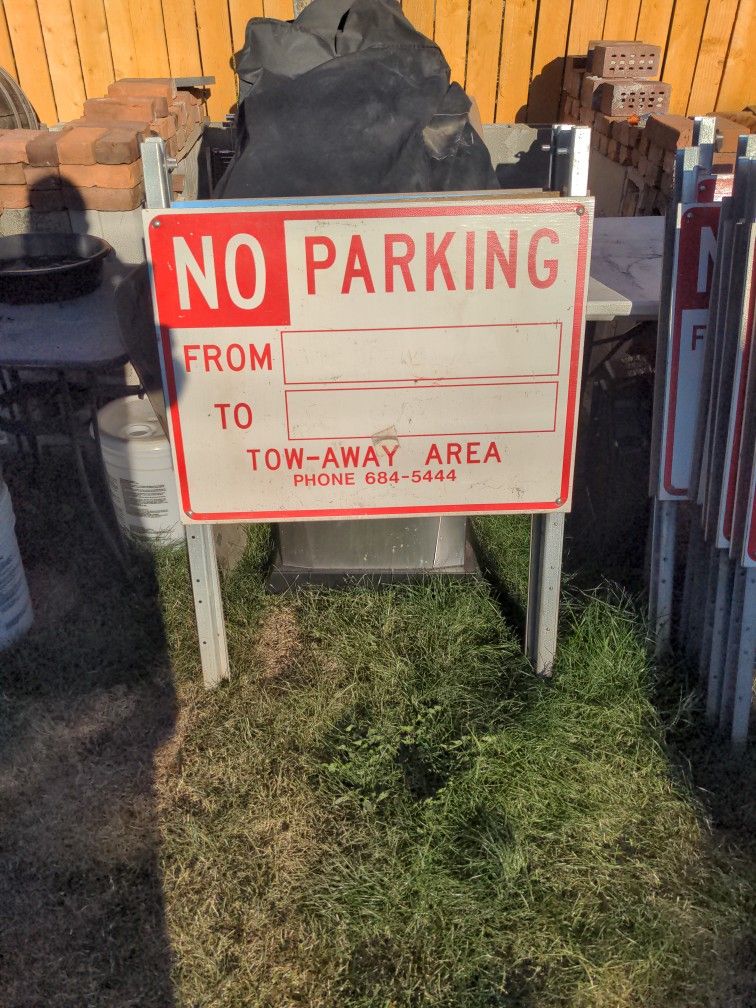 NO PARKING
FROM
TO
TOW-AWAY AREA
PHONE 684-5444
N
F